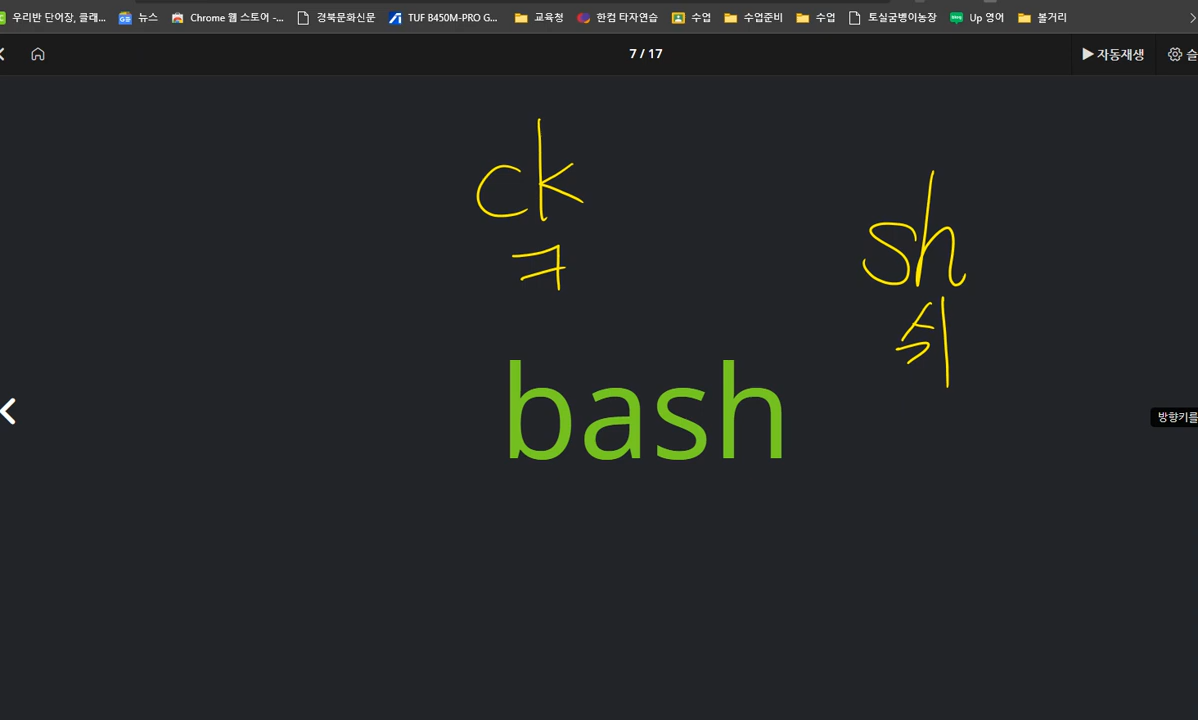 우리반 단어장, 클래... 뉴스 Chrome 웹 스토어 -... 경북문화신문 TUF B450M-PRO G... 교육청 한컴 타자연습 수업 수업준비 수업 토실굼벵이농장 Up 영어 볼거리
7 / 17 자동재생 슬
ck
ㅋ
sh
쉬
bash
방향키를